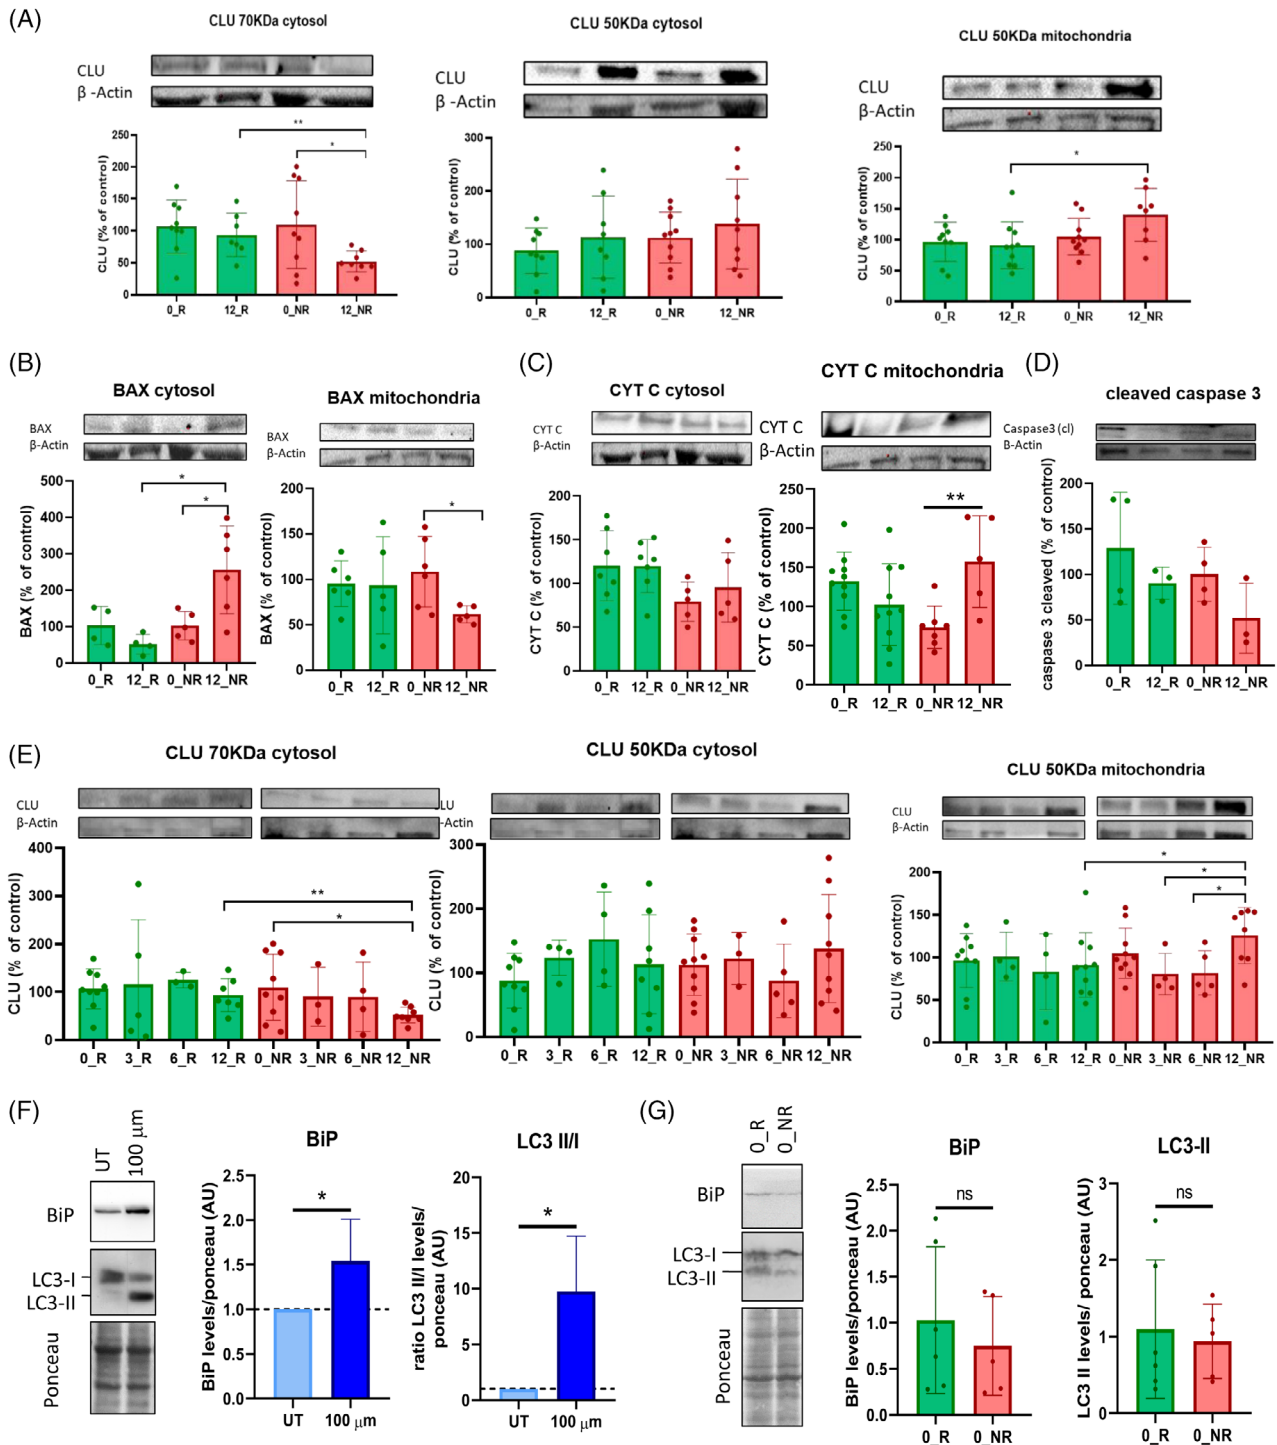 (A)
CLU 70KDa cytosol
CLU
β -Actin
**
*
CLU (% of control)
250
200
150
100
50
0
0_R 12_R 0_NR 12_NR
CLU 50KDa cytosol
CLU
β -Actin
CLU (% of control)
300
200
100
0
0_R 12_R 0_NR 12_NR
CLU 50KDa mitochondria
CLU
β-Actin
*
CLU (% of control)
200
150
100
50
0
0_R 12_R 0_NR 12_NR
(B)
BAX cytosol
BAX
β-Actin
*
*
BAX (% of control)
500
400
300
200
100
0
0_R 12_R 0_NR 12_NR
BAX mitochondria
BAX
β-Actin
*
BAX (% of control)
200
150
100
50
0
0_R 12_R 0_NR 12_NR
(C)
CYT C cytosol
CYT C
β-Actin
CYT C (% of control)
200
150
100
50
0
0_R 12_R 0_NR 12_NR
CYT C mitochondria
CYT C
β-Actin
**
CYT C (% of control)
250
200
150
100
50
0
0_R 12_R 0_NR 12_NR
(D)
cleaved caspase 3
Caspase3 (cl)
B-Actin
caspase 3 cleaved (% of control)
200
150
100
50
0
0_R 12_R 0_NR 12_NR
(E)
CLU 70KDa cytosol
CLU
β-Actin
**
*
CLU (% of control)
400
300
200
100
0
0_R 3_R 6_R 12_R 0_NR 3_NR 6_NR 12_NR
CLU 50KDa cytosol
LU
-Actin
CLU (% of control)
300
200
100
0
0_R 3_R 6_R 12_R 0_NR 3_NR 6_NR 12_NR
CLU 50KDa mitochondria
CLU
β-Actin
*
*
*
CLU (% of control)
200
150
100
50
0
0_R 3_R 6_R 12_R 0_NR 3_NR 6_NR 12_NR
(F)
UT 100 µm
BiP
LC3-I
LC3-II
Ponceau
BiP
*
BiP levels/ponceau (AU)
2.5
2.0
1.5
1.0
0.5
0.0
UT 100 µm
LC3 II/I
*
ratio LC3 II/I levels/
ponceau (AU)
20
15
10
5
0
UT 100 µm
(G)
0_R 0_NR
BiP
LC3-I
LC3-II
Ponceau
BiP
ns
BiP levels/ponceau (AU)
2.5
2.0
1.5
1.0
0.5
0.0
0_R 0_NR
LC3-II
ns
LC3 II levels/ ponceau (AU)
3
2
1
0
0_R 0_NR